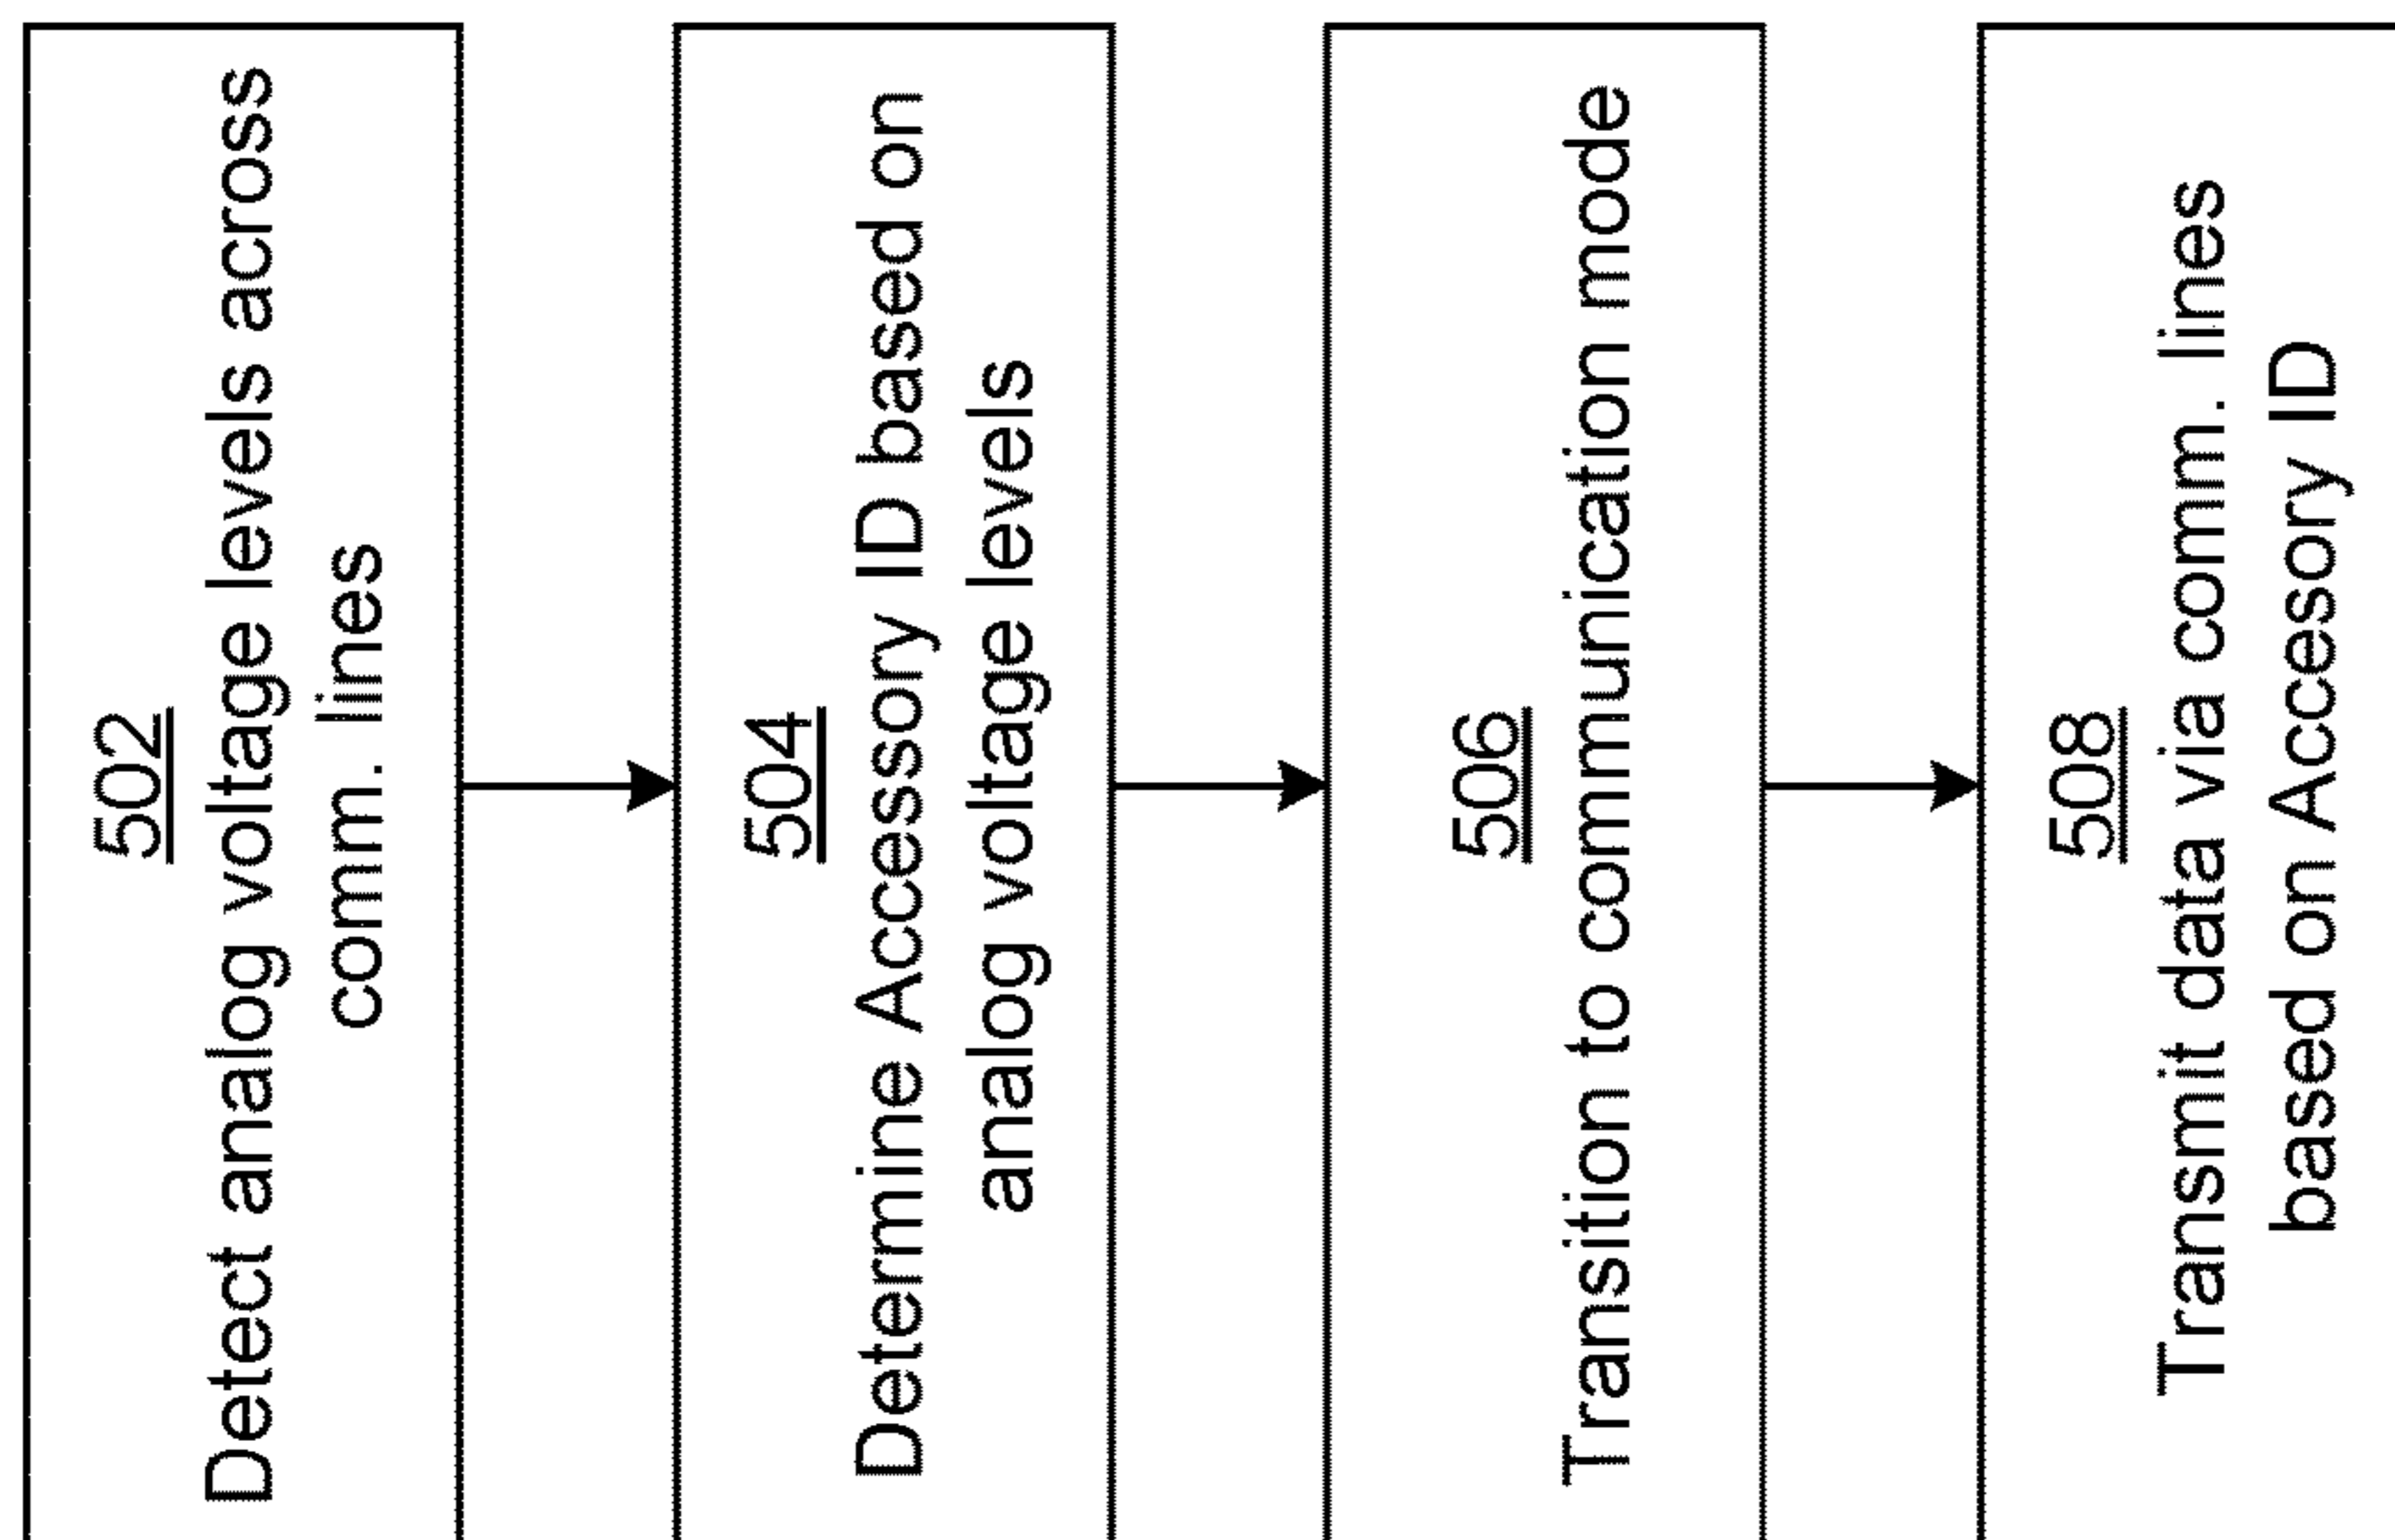 502
Detect analog voltage levels across
comm. lines
504
Determine Accessory ID based on
analog voltage levels
506
Transition to communication mode
508
Transmit data via comm. lines
based on Accessory ID